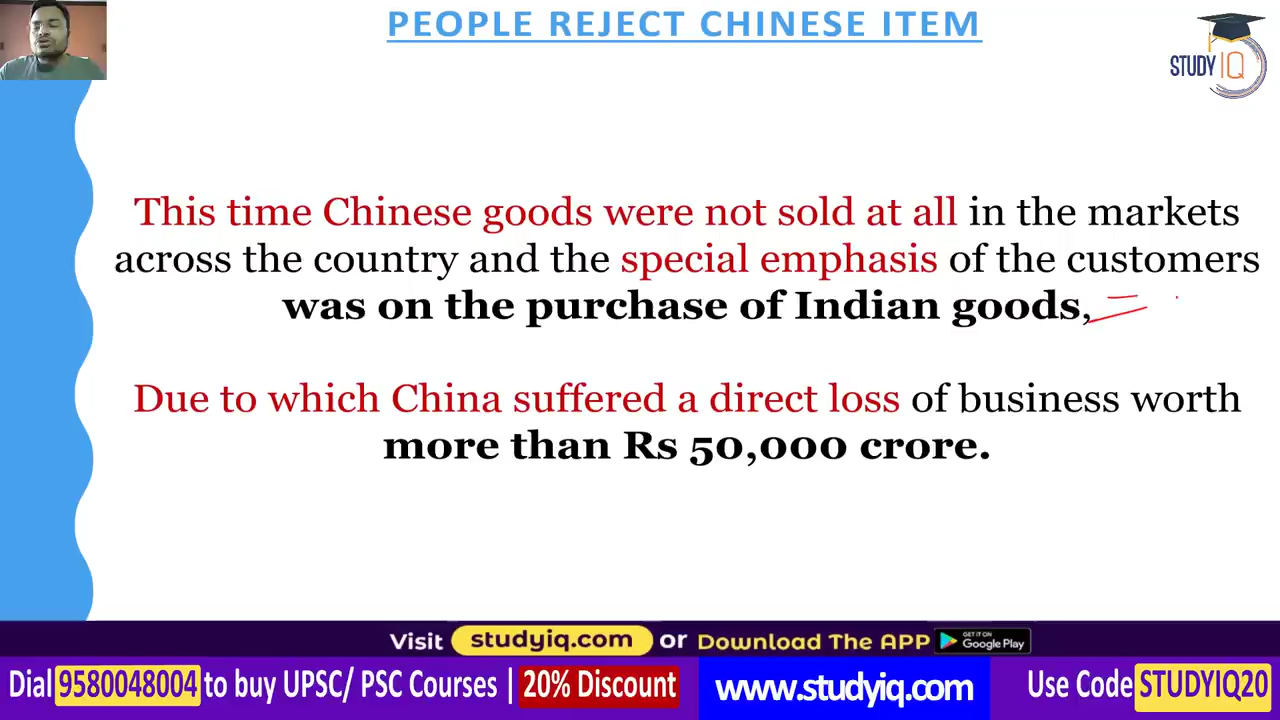 PEOPLE REJECT CHINESE ITEM
STUDY IQ
This time Chinese goods were not sold at all in the markets
across the country and the special emphasis of the customers
was on the purchase of Indian goods,
Due to which China suffered a direct loss of business worth
more than Rs 50,000 crore.
Visit studyiq.com or Download The APP GET IT ON Google Play
Dial 9580048004 to buy UPSC/ PSC Courses | 20% Discount www.studyiq.com Use Code STUDYIQ20